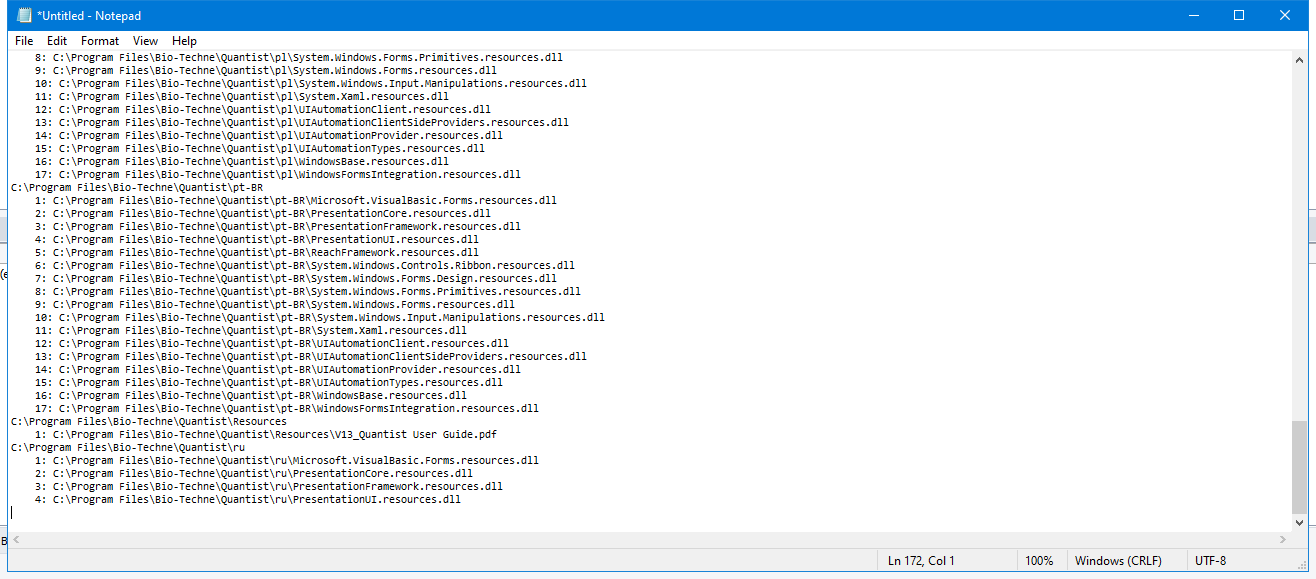 *Untitled - Notepad
File Edit Format View Help
8: C:\Program Files\Bio-Techne\Quantist\pl\System.Windows.Forms.Primitives.resources.dll
9: C:\Program Files\Bio-Techne\Quantist\pl\System.Windows.Forms.resources.dll
10: C:\Program Files\Bio-Techne\Quantist\pl\System.Windows.Input.Manipulations.resources.dll
11: C:\Program Files\Bio-Techne\Quantist\pl\System.Xaml.resources.dll
12: C:\Program Files\Bio-Techne\Quantist\pl\UIAutomationClient.resources.dll
13: C:\Program Files\Bio-Techne\Quantist\pl\UIAutomationClientSideProviders.resources.dll
14: C:\Program Files\Bio-Techne\Quantist\pl\UIAutomationProvider.resources.dll
15: C:\Program Files\Bio-Techne\Quantist\pl\UIAutomationTypes.resources.dll
16: C:\Program Files\Bio-Techne\Quantist\pl\WindowsBase.resources.dll
17: C:\Program Files\Bio-Techne\Quantist\pl\WindowsFormsIntegration.resources.dll
C:\Program Files\Bio-Techne\Quantist\pt-BR
1: C:\Program Files\Bio-Techne\Quantist\pt-BR\Microsoft.VisualBasic.Forms.resources.dll
2: C:\Program Files\Bio-Techne\Quantist\pt-BR\PresentationCore.resources.dll
3: C:\Program Files\Bio-Techne\Quantist\pt-BR\PresentationFramework.resources.dll
4: C:\Program Files\Bio-Techne\Quantist\pt-BR\PresentationUI.resources.dll
5: C:\Program Files\Bio-Techne\Quantist\pt-BR\ReachFramework.resources.dll
6: C:\Program Files\Bio-Techne\Quantist\pt-BR\System.Windows.Controls.Ribbon.resources.dll
7: C:\Program Files\Bio-Techne\Quantist\pt-BR\System.Windows.Forms.Design.resources.dll
8: C:\Program Files\Bio-Techne\Quantist\pt-BR\System.Windows.Forms.Primitives.resources.dll
9: C:\Program Files\Bio-Techne\Quantist\pt-BR\System.Windows.Forms.resources.dll
10: C:\Program Files\Bio-Techne\Quantist\pt-BR\System.Windows.Input.Manipulations.resources.dll
11: C:\Program Files\Bio-Techne\Quantist\pt-BR\System.Xaml.resources.dll
12: C:\Program Files\Bio-Techne\Quantist\pt-BR\UIAutomationClient.resources.dll
13: C:\Program Files\Bio-Techne\Quantist\pt-BR\UIAutomationClientSideProviders.resources.dll
14: C:\Program Files\Bio-Techne\Quantist\pt-BR\UIAutomationProvider.resources.dll
15: C:\Program Files\Bio-Techne\Quantist\pt-BR\UIAutomationTypes.resources.dll
16: C:\Program Files\Bio-Techne\Quantist\pt-BR\WindowsBase.resources.dll
17: C:\Program Files\Bio-Techne\Quantist\pt-BR\WindowsFormsIntegration.resources.dll
C:\Program Files\Bio-Techne\Quantist\Resources
1: C:\Program Files\Bio-Techne\Quantist\Resources\V13_Quantist User Guide.pdf
C:\Program Files\Bio-Techne\Quantist\ru
1: C:\Program Files\Bio-Techne\Quantist\ru\Microsoft.VisualBasic.Forms.resources.dll
2: C:\Program Files\Bio-Techne\Quantist\ru\PresentationCore.resources.dll
3: C:\Program Files\Bio-Techne\Quantist\ru\PresentationFramework.resources.dll
4: C:\Program Files\Bio-Techne\Quantist\ru\PresentationUI.resources.dll
Ln 172, Col 1 100% Windows (CRLF) UTF-8